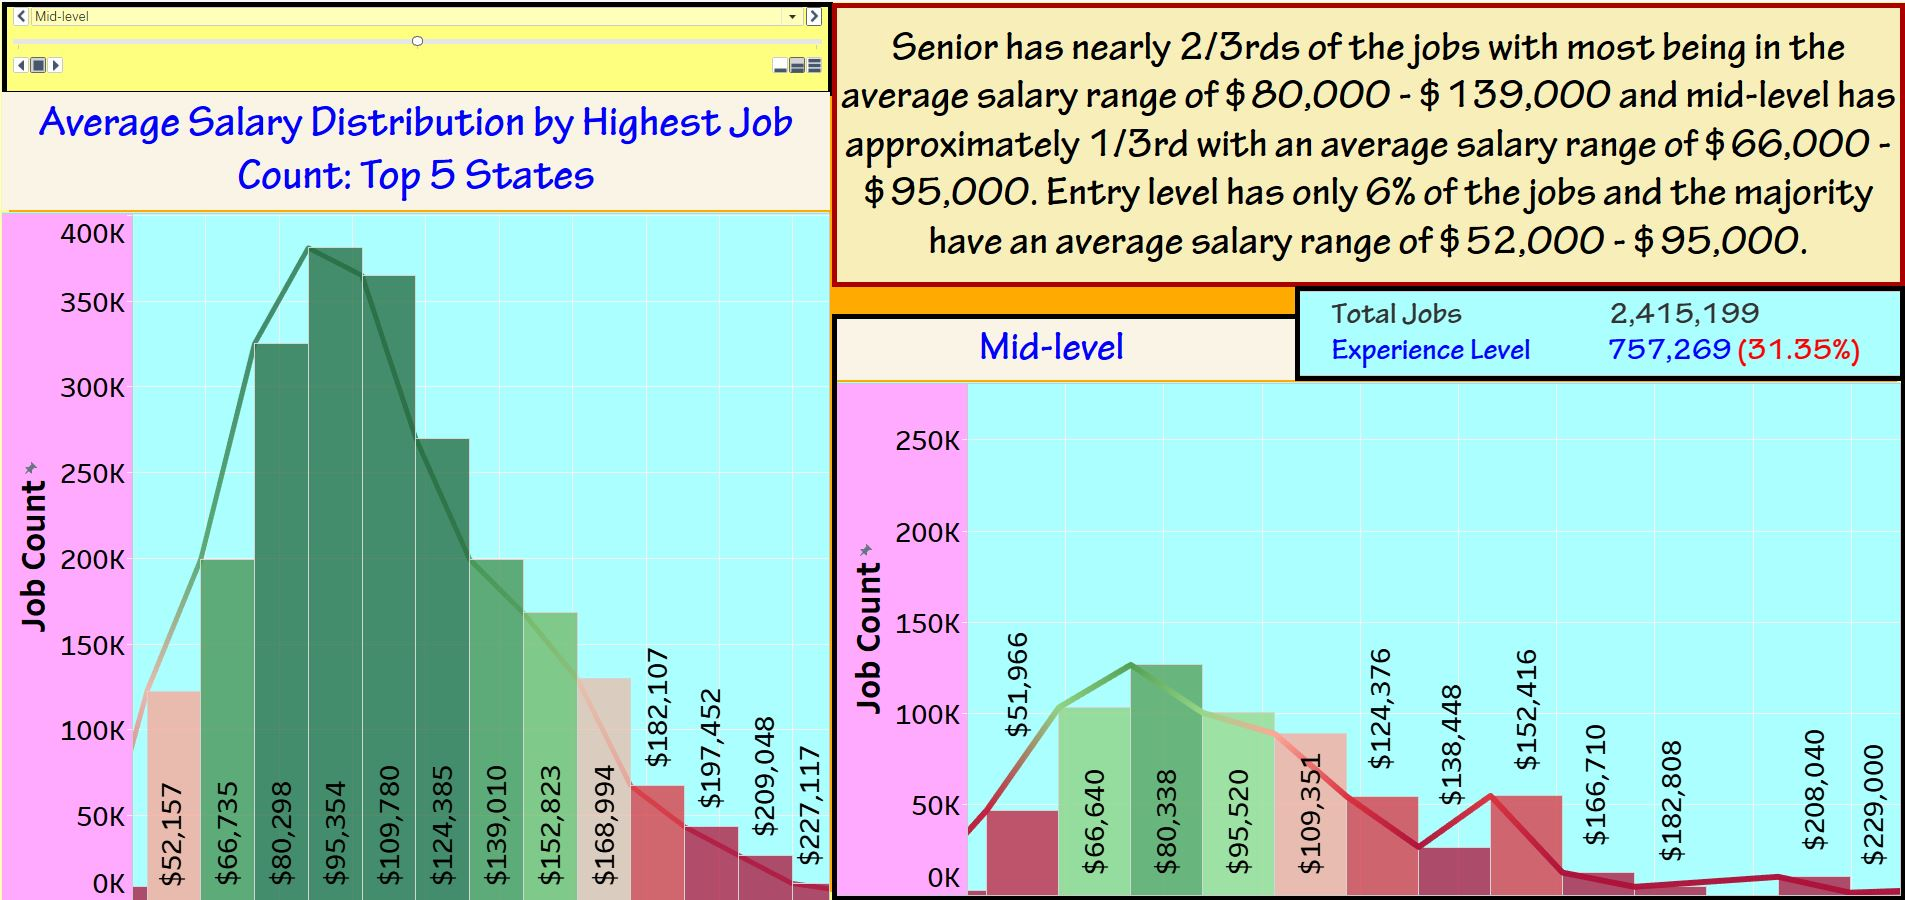 Mid-level
Average Salary Distribution by Highest Job
Count: Top 5 States
400K
350K
300K
250K
200K
150K
100K
50K
0K
Job Count
$52,157
$66,735
$80,298
$95,354
$109,780
$124,385
$139,010
$152,823
$168,994
$182,107
$197,452
$209,048
$227,117
Senior has nearly 2/3rds of the jobs with most being in the
average salary range of $80,000 - $139,000 and mid-level has
approximately 1/3rd with an average salary range of $66,000 -
$95,000. Entry level has only 6% of the jobs and the majority
have an average salary range of $52,000 - $95,000.
Total Jobs 2,415,199
Experience Level 757,269 (31.35%)
Mid-level
250K
200K
150K
100K
50K
0K
Job Count
$51,966
$66,640
$80,338
$95,520
$109,351
$124,376
$138,448
$152,416
$166,710
$182,808
$208,040
$229,000